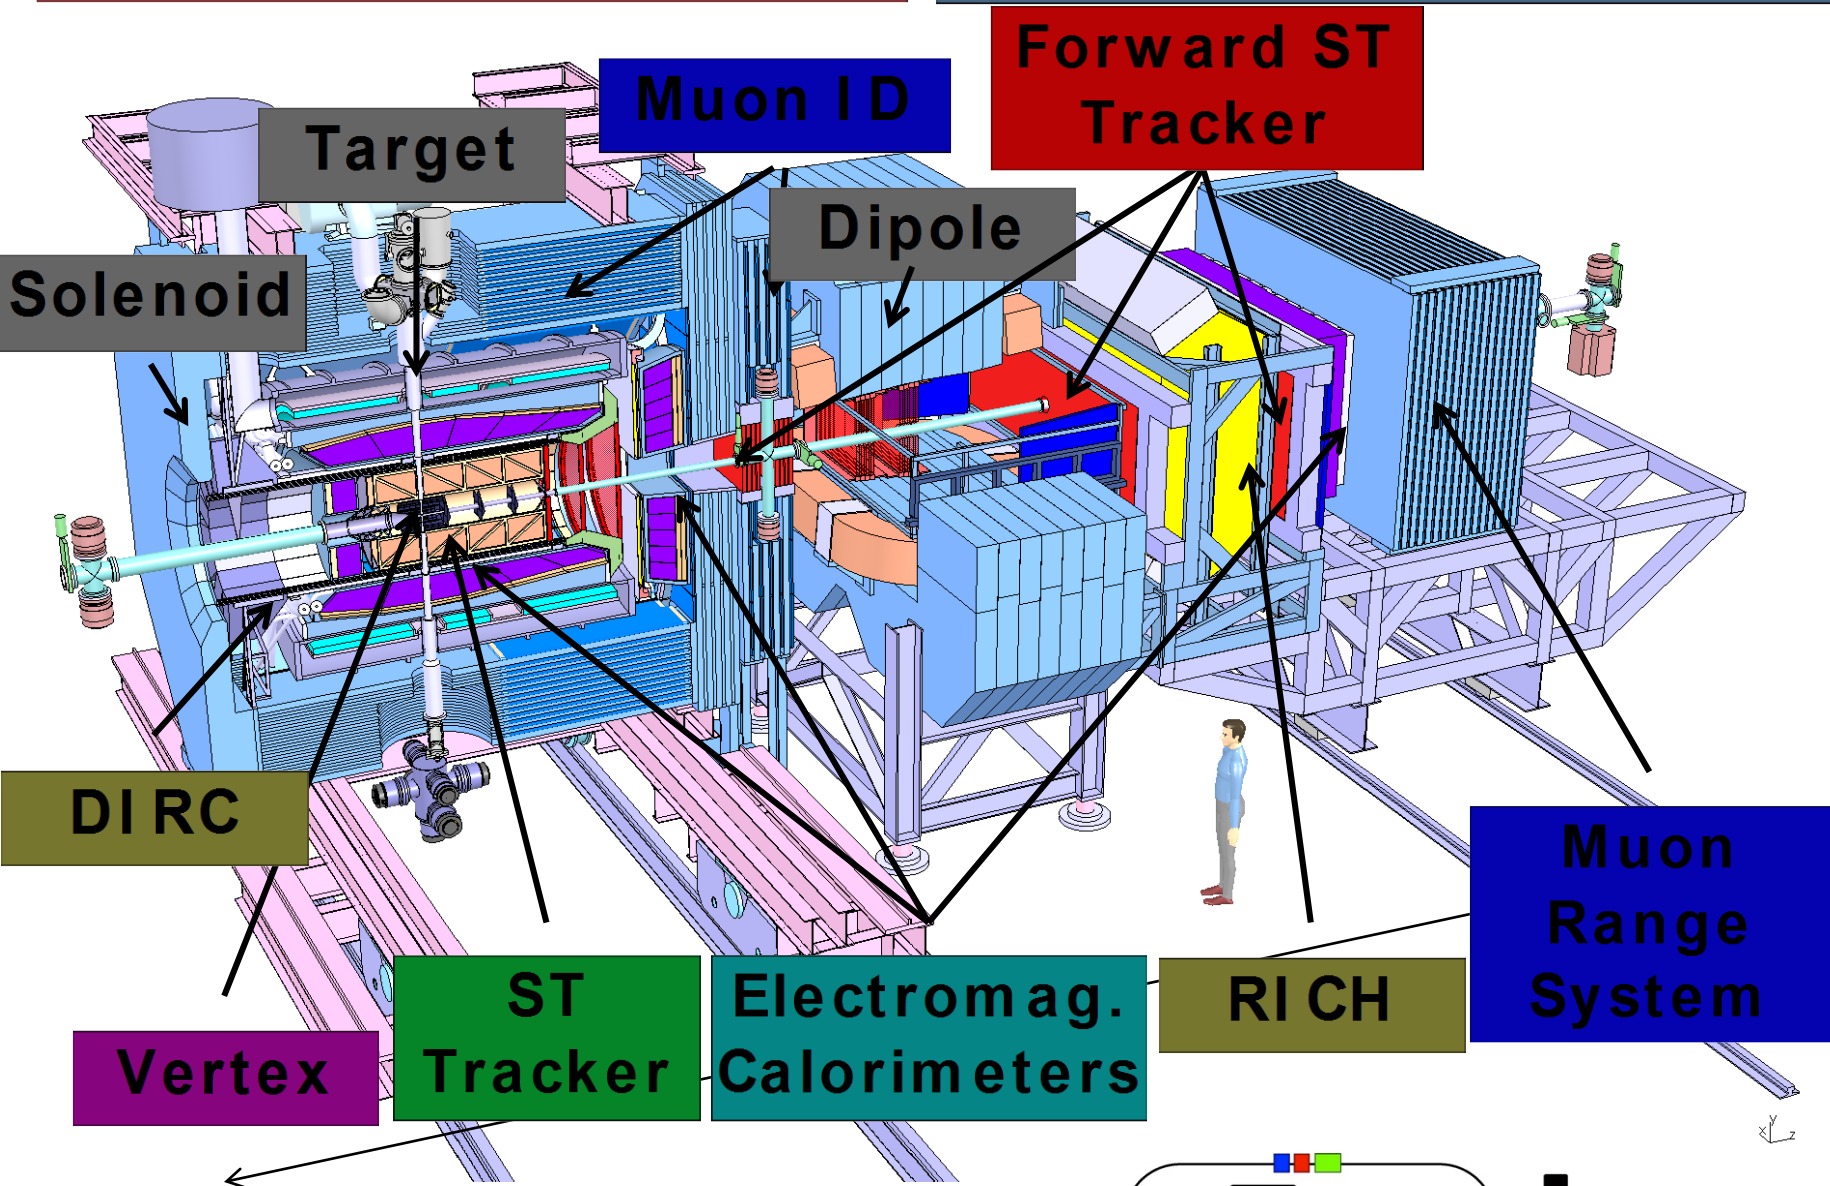 Forward ST
Tracker
Muon ID
Target
Dipole
Solenoid
DIRC
Muon
Range
System
ST
Tracker
Electromag.
Calorimeters
RICH
Vertex
y
x
z